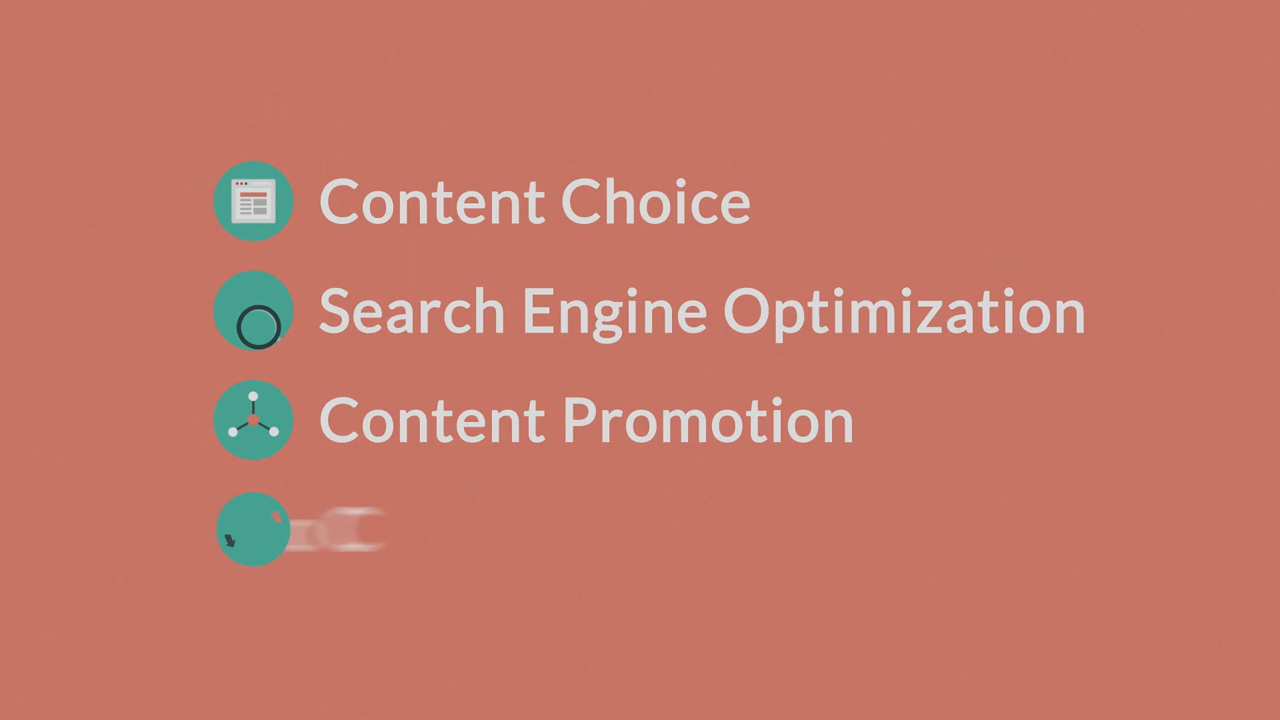 Content Choice
Search Engine Optimization
Content Promotion